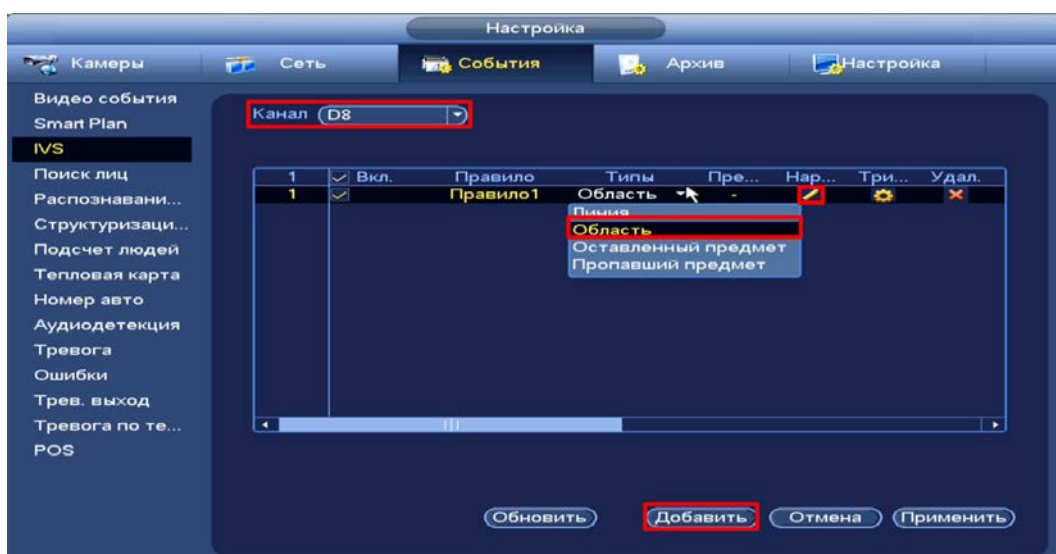 Настройка
Камеры Сеть События Архив Настройка
Видео события
Smart Plan
IVS
Поиск лиц
Распознавани...
Структуризаци...
Подсчет людей
Тепловая карта
Номер авто
Аудиодетекция
Тревога
Ошибки
Трев. выход
Тревога по те...
POS
Канал D8
1 Вкл. Правило Типы Пре... Нар... Три... Удал.
1 Правило1 Область -
Линия
Область
Оставленный предмет
Пропавший предмет
Обновить Добавить Отмена Применить